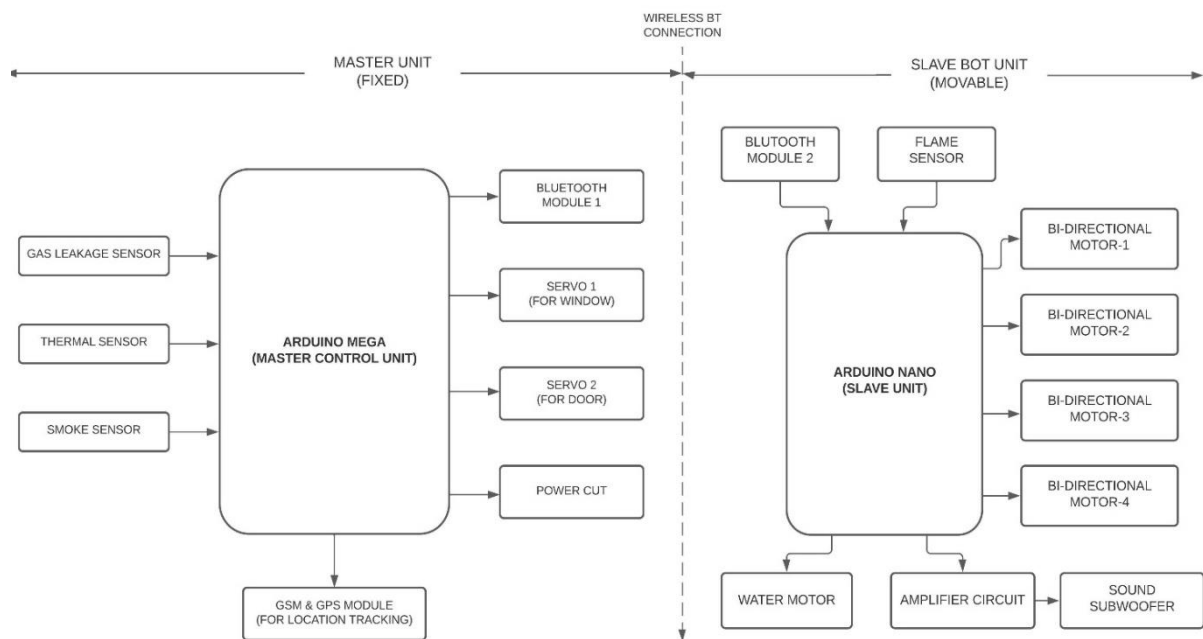 WIRELESS BT
CONNECTION
MASTER UNIT
(FIXED)
SLAVE BOT UNIT
(MOVABLE)
GAS LEAKAGE SENSOR
THERMAL SENSOR
SMOKE SENSOR
ARDUINO MEGA
(MASTER CONTROL UNIT)
BLUETOOTH
MODULE 1
SERVO 1
(FOR WINDOW)
SERVO 2
(FOR DOOR)
POWER CUT
GSM & GPS MODULE
(FOR LOCATION TRACKING)
BLUTOOTH
MODULE 2
FLAME
SENSOR
ARDUINO NANO
(SLAVE UNIT)
BI-DIRECTIONAL
MOTOR-1
BI-DIRECTIONAL
MOTOR-2
BI-DIRECTIONAL
MOTOR-3
BI-DIRECTIONAL
MOTOR-4
WATER MOTOR
AMPLIFIER CIRCUIT
SOUND
SUBWOOFER